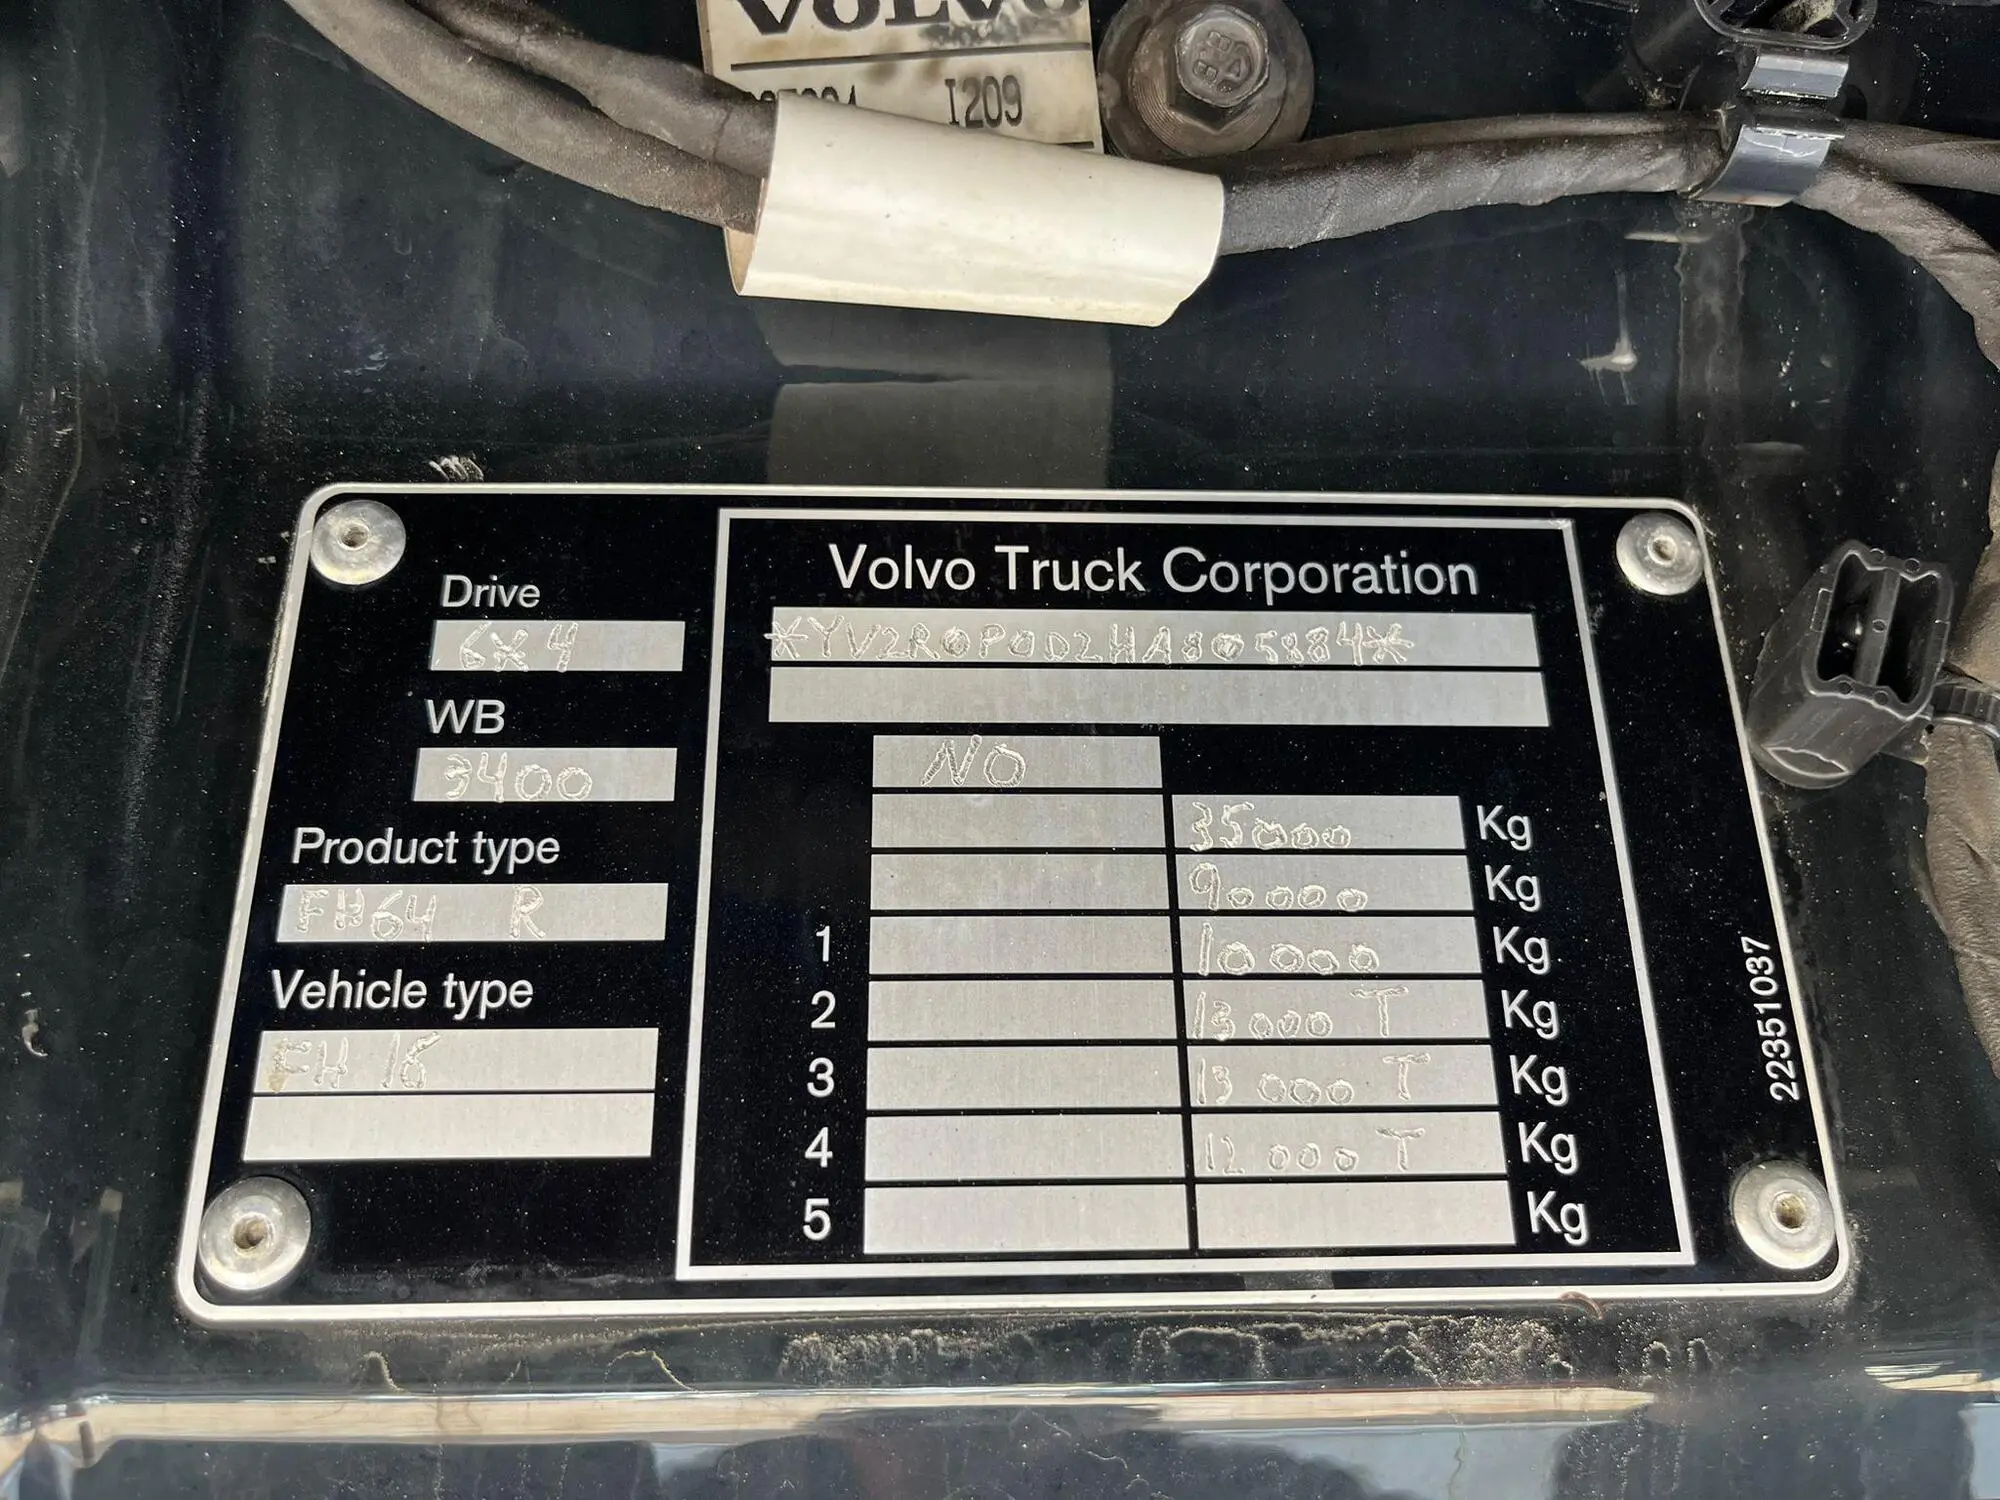 VOLVO
I209
Volvo Truck Corporation
Drive
6x4
*YV2R0P0D2HA805884*
WB
3400
NO
Product type
FH64 R
35000 Kg
90000 Kg
1 10000 Kg
Vehicle type
FH 16
2 13000 T Kg
3 13000 T Kg
4 12000 T Kg
5 Kg
22351037